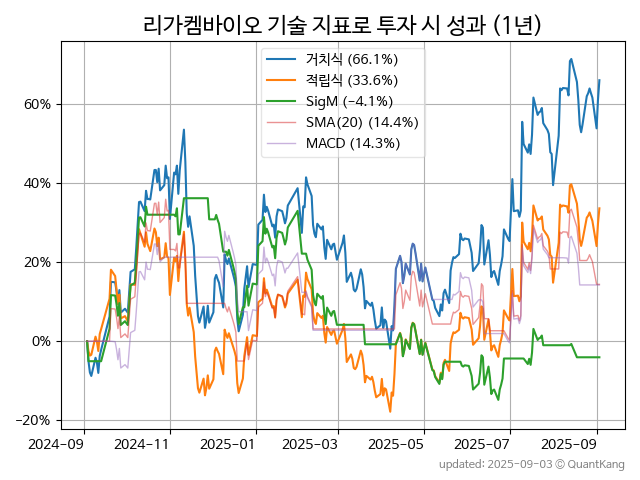 리가켐바이오 기술 지표로 투자 시 성과 (1년)
거치식 (66.1%)
적립식 (33.6%)
SigM (−4.1%)
SMA(20) (14.4%)
MACD (14.3%)
60%
40%
20%
0%
−20%
2024-09 2024-11 2025-01 2025-03 2025-05 2025-07 2025-09
updated: 2025-09-03 © QuantKang